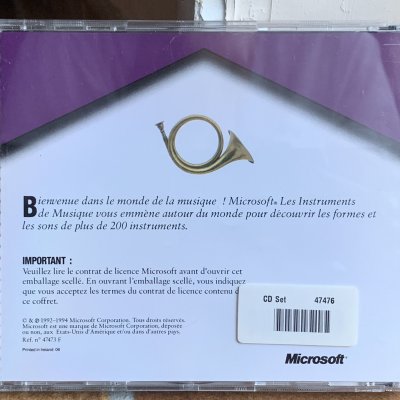 Bienvenue dans le monde de la musique ! Microsoft® Les Instruments
de Musique vous emmène autour du monde pour découvrir les formes et
les sons de plus de 200 instruments.
IMPORTANT :
Veuillez lire le contrat de licence Microsoft avant d'ouvrir cet
emballage scellé. En ouvrant l'emballage scellé, vous indiquez
que vous acceptez les termes du contrat de licence contenu d
ce coffret.
CD Set 47476
© & ℗ 1992-1994 Microsoft Corporation. Tous droits réservés.
Microsoft est une marque de Microsoft Corporation, déposée
ou non, aux États-Unis d'Amérique et/ou dans d'autres pays.
Réf. n° 47473 F
Printed in Ireland :06
Microsoft®